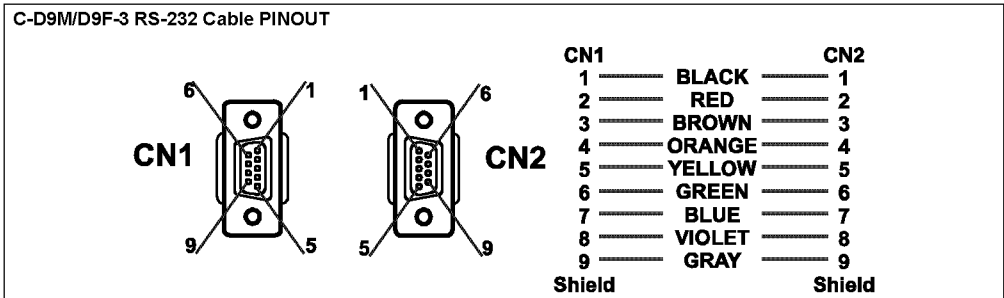 C-D9M/D9F-3 RS-232 Cable PINOUT
6 1
CN1
9 5
1 6
CN2
5 9
CN1 CN2
1 BLACK 1
2 RED 2
3 BROWN 3
4 ORANGE 4
5 YELLOW 5
6 GREEN 6
7 BLUE 7
8 VIOLET 8
9 GRAY 9
Shield Shield